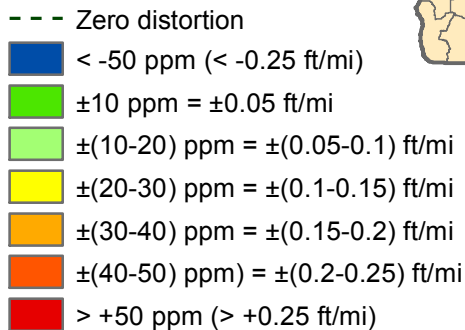 Zero distortion
< -50 ppm (< -0.25 ft/mi)
±10 ppm = ±0.05 ft/mi
±(10-20) ppm = ±(0.05-0.1) ft/mi
±(20-30) ppm = ±(0.1-0.15) ft/mi
±(30-40) ppm = ±(0.15-0.2) ft/mi
±(40-50) ppm) = ±(0.2-0.25) ft/mi
> +50 ppm (> +0.25 ft/mi)